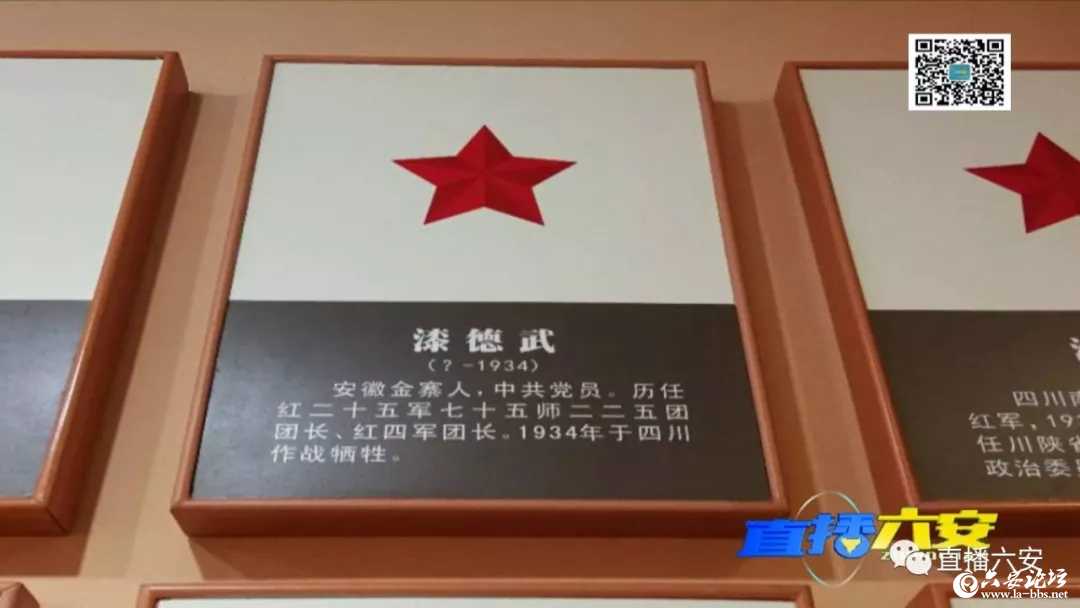 漆德武
（？-1934）
安徽金寨人，中共党员。历任
红二十五军七十五师二二五团
团长、红四军团长。1934年于四川
作战牺牲。
四川南
红军，19
任川陕省
政治委员
直播六安
直播六安
六安论坛
www.la-bbs.net